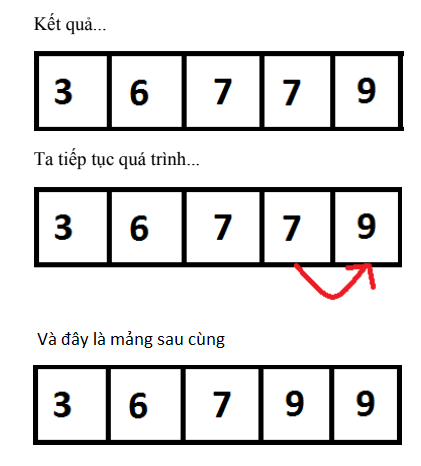 Kết quả...
3 6 7 7 9
Ta tiếp tục quá trình...
3 6 7 7 9
Và đây là mảng sau cùng
3 6 7 9 9